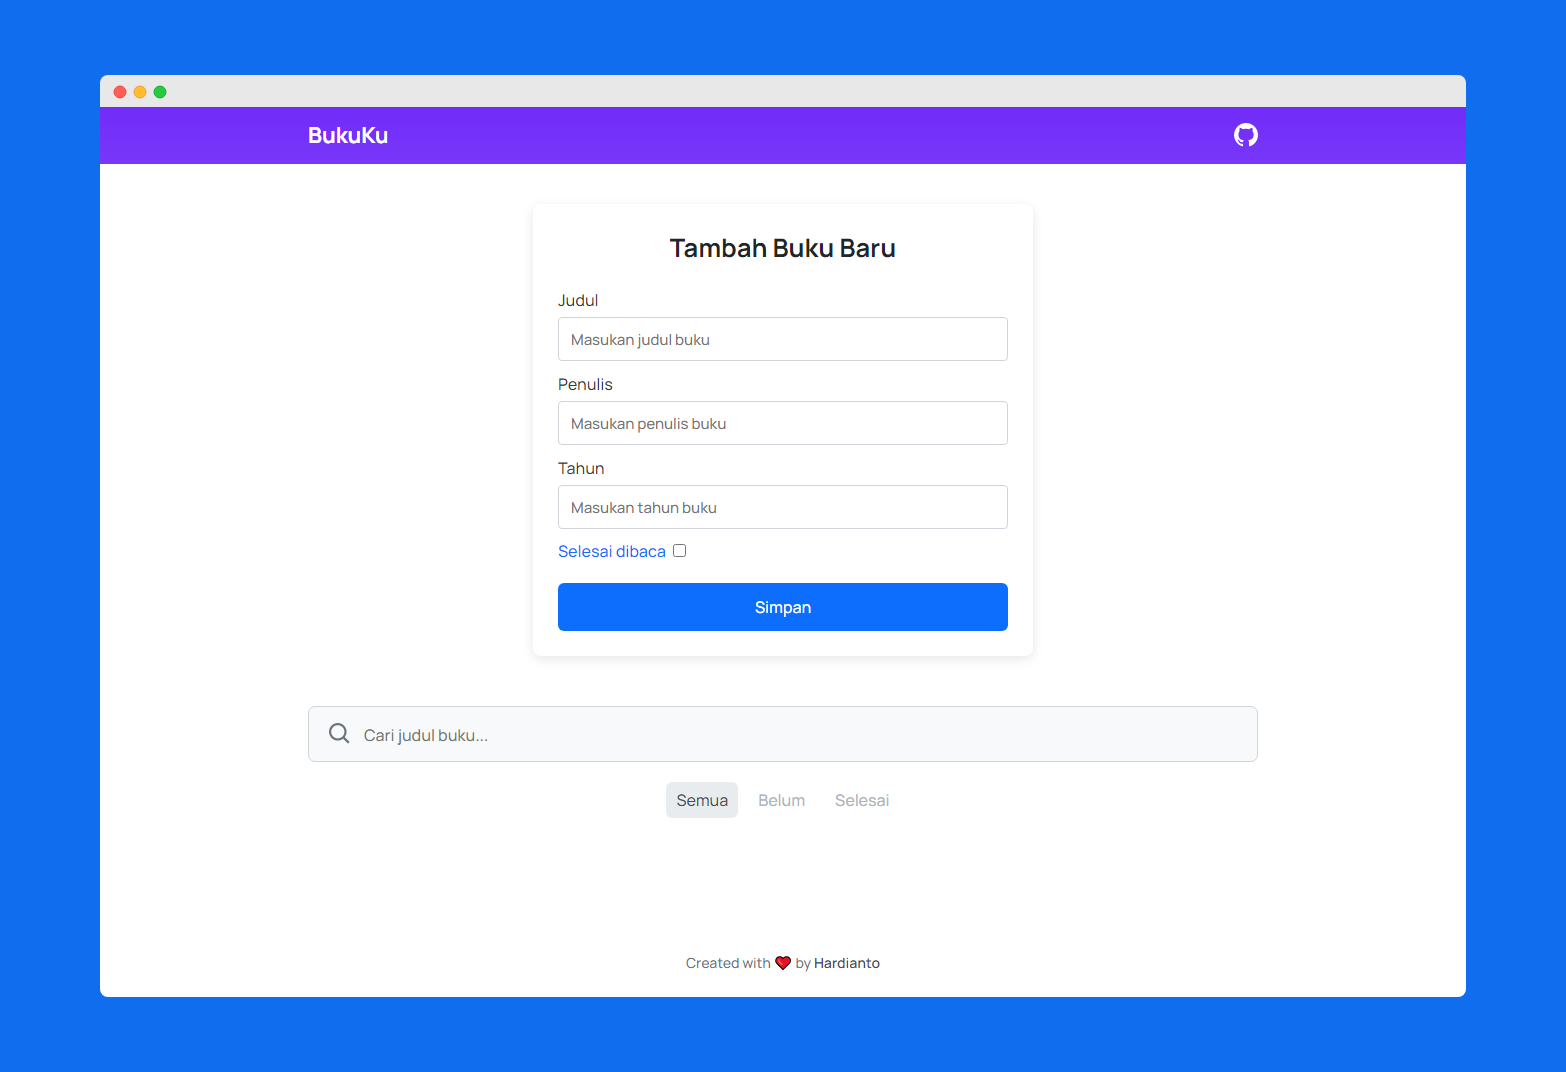 BukuKu
Tambah Buku Baru
Judul
Masukan judul buku
Penulis
Masukan penulis buku
Tahun
Masukan tahun buku
Selesai dibaca
Simpan
Cari judul buku...
Semua Belum Selesai
Created with ❤️ by Hardianto